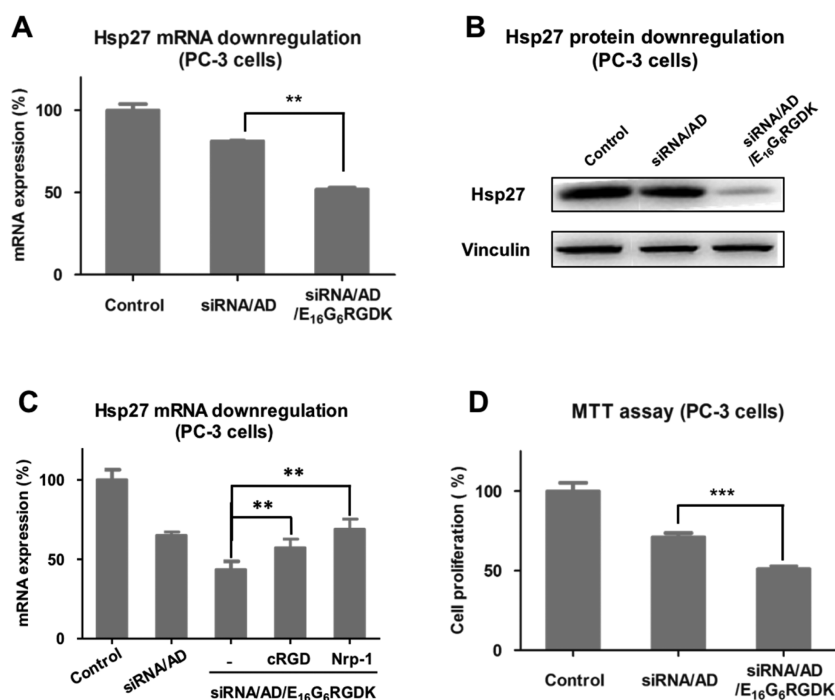 A
Hsp27 mRNA downregulation
(PC-3 cells)
mRNA expression (%)
100
50
0
**
Control
siRNA/AD
siRNA/AD
/E₁₆G₆RGDK
B
Hsp27 protein downregulation
(PC-3 cells)
Control
siRNA/AD
siRNA/AD
/E₁₆G₆RGDK
Hsp27
Vinculin
C
Hsp27 mRNA downregulation
(PC-3 cells)
mRNA expression (%)
100
50
0
**
**
Control
siRNA/AD
- cRGD Nrp-1
siRNA/AD/E₁₆G₆RGDK
D
MTT assay (PC-3 cells)
Cell proliferation ( %)
100
50
0
***
Control
siRNA/AD
siRNA/AD
/E₁₆G₆RGDK